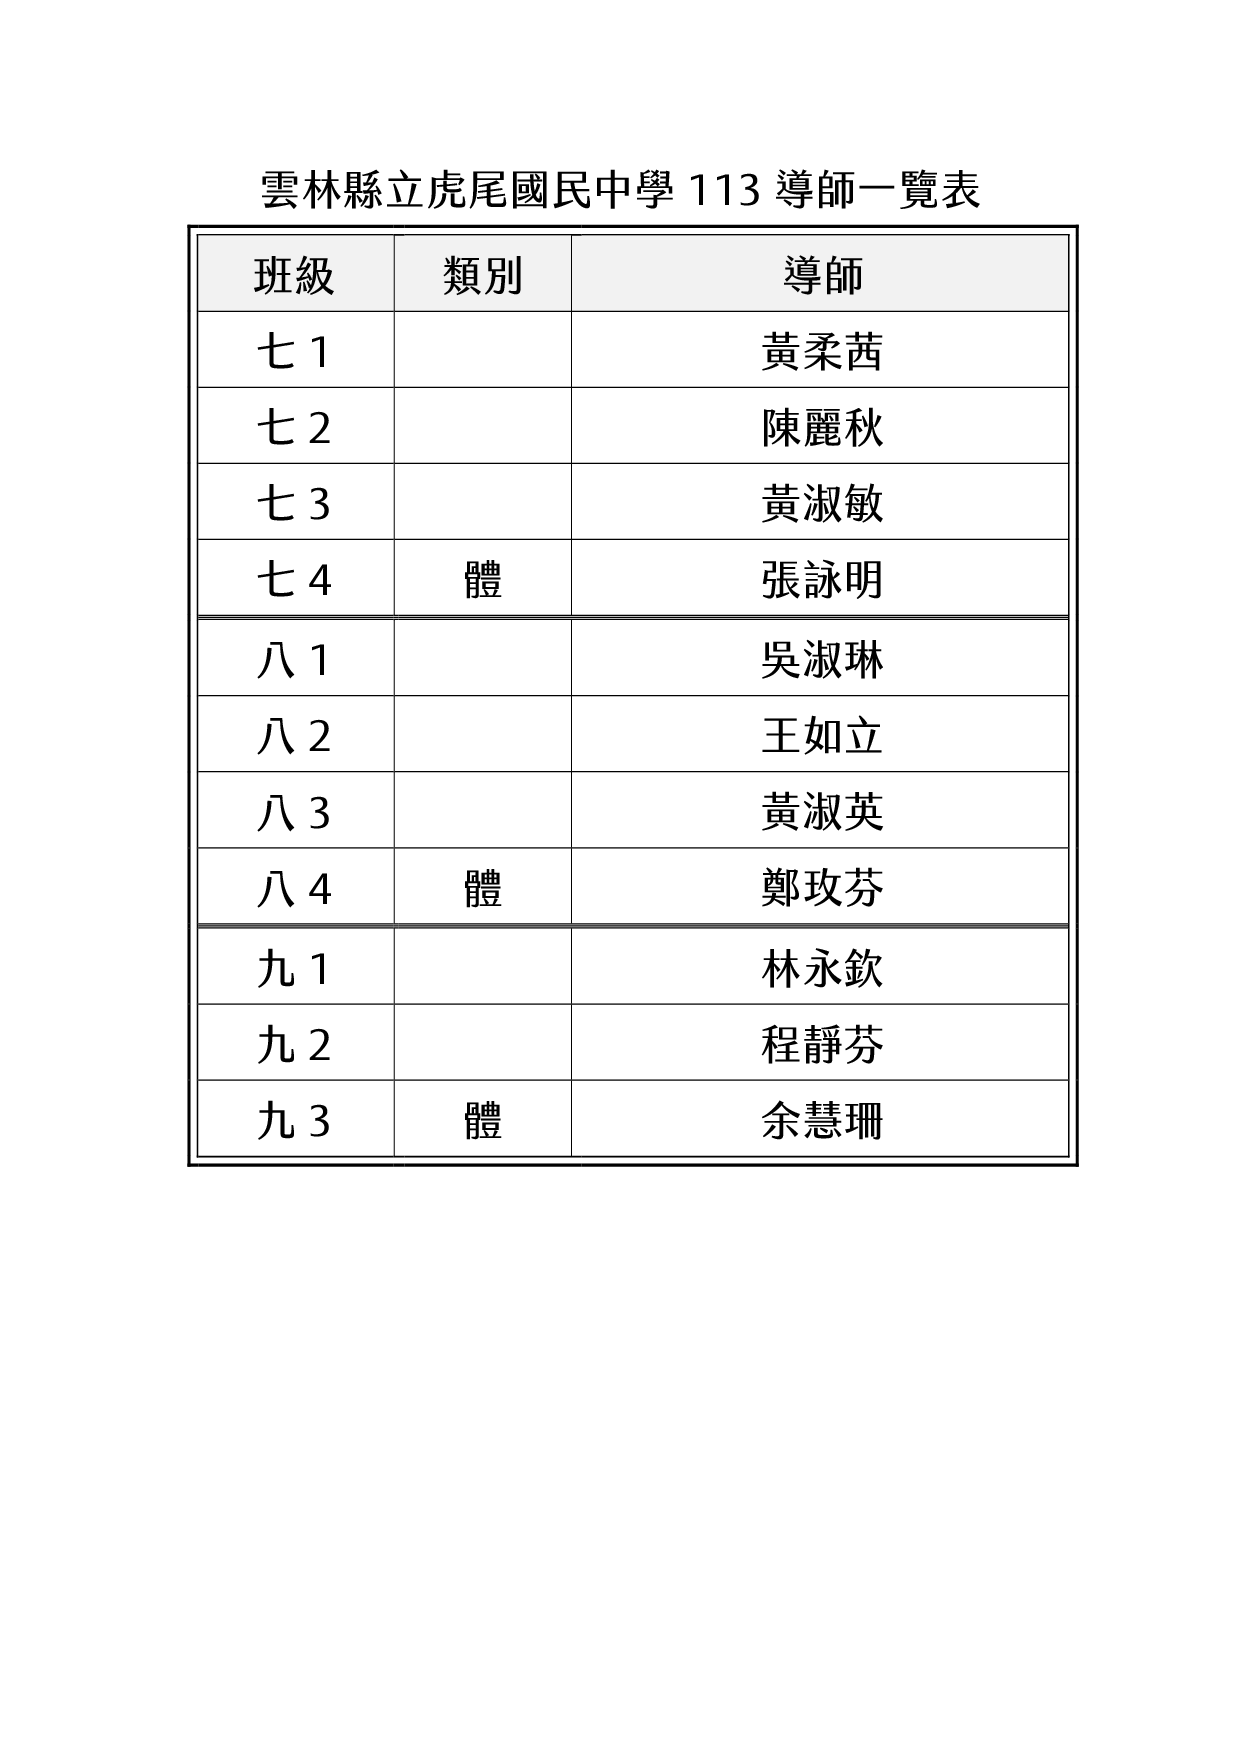 雲林縣立虎尾國民中學 113 導師一覽表
班級 類別 導師
七 1 黃柔茜
七 2 陳麗秋
七 3 黃淑敏
七 4 體 張詠明
八 1 吳淑琳
八 2 王如立
八 3 黃淑英
八 4 體 鄭玫芬
九 1 林永欽
九 2 程靜芬
九 3 體 余慧珊